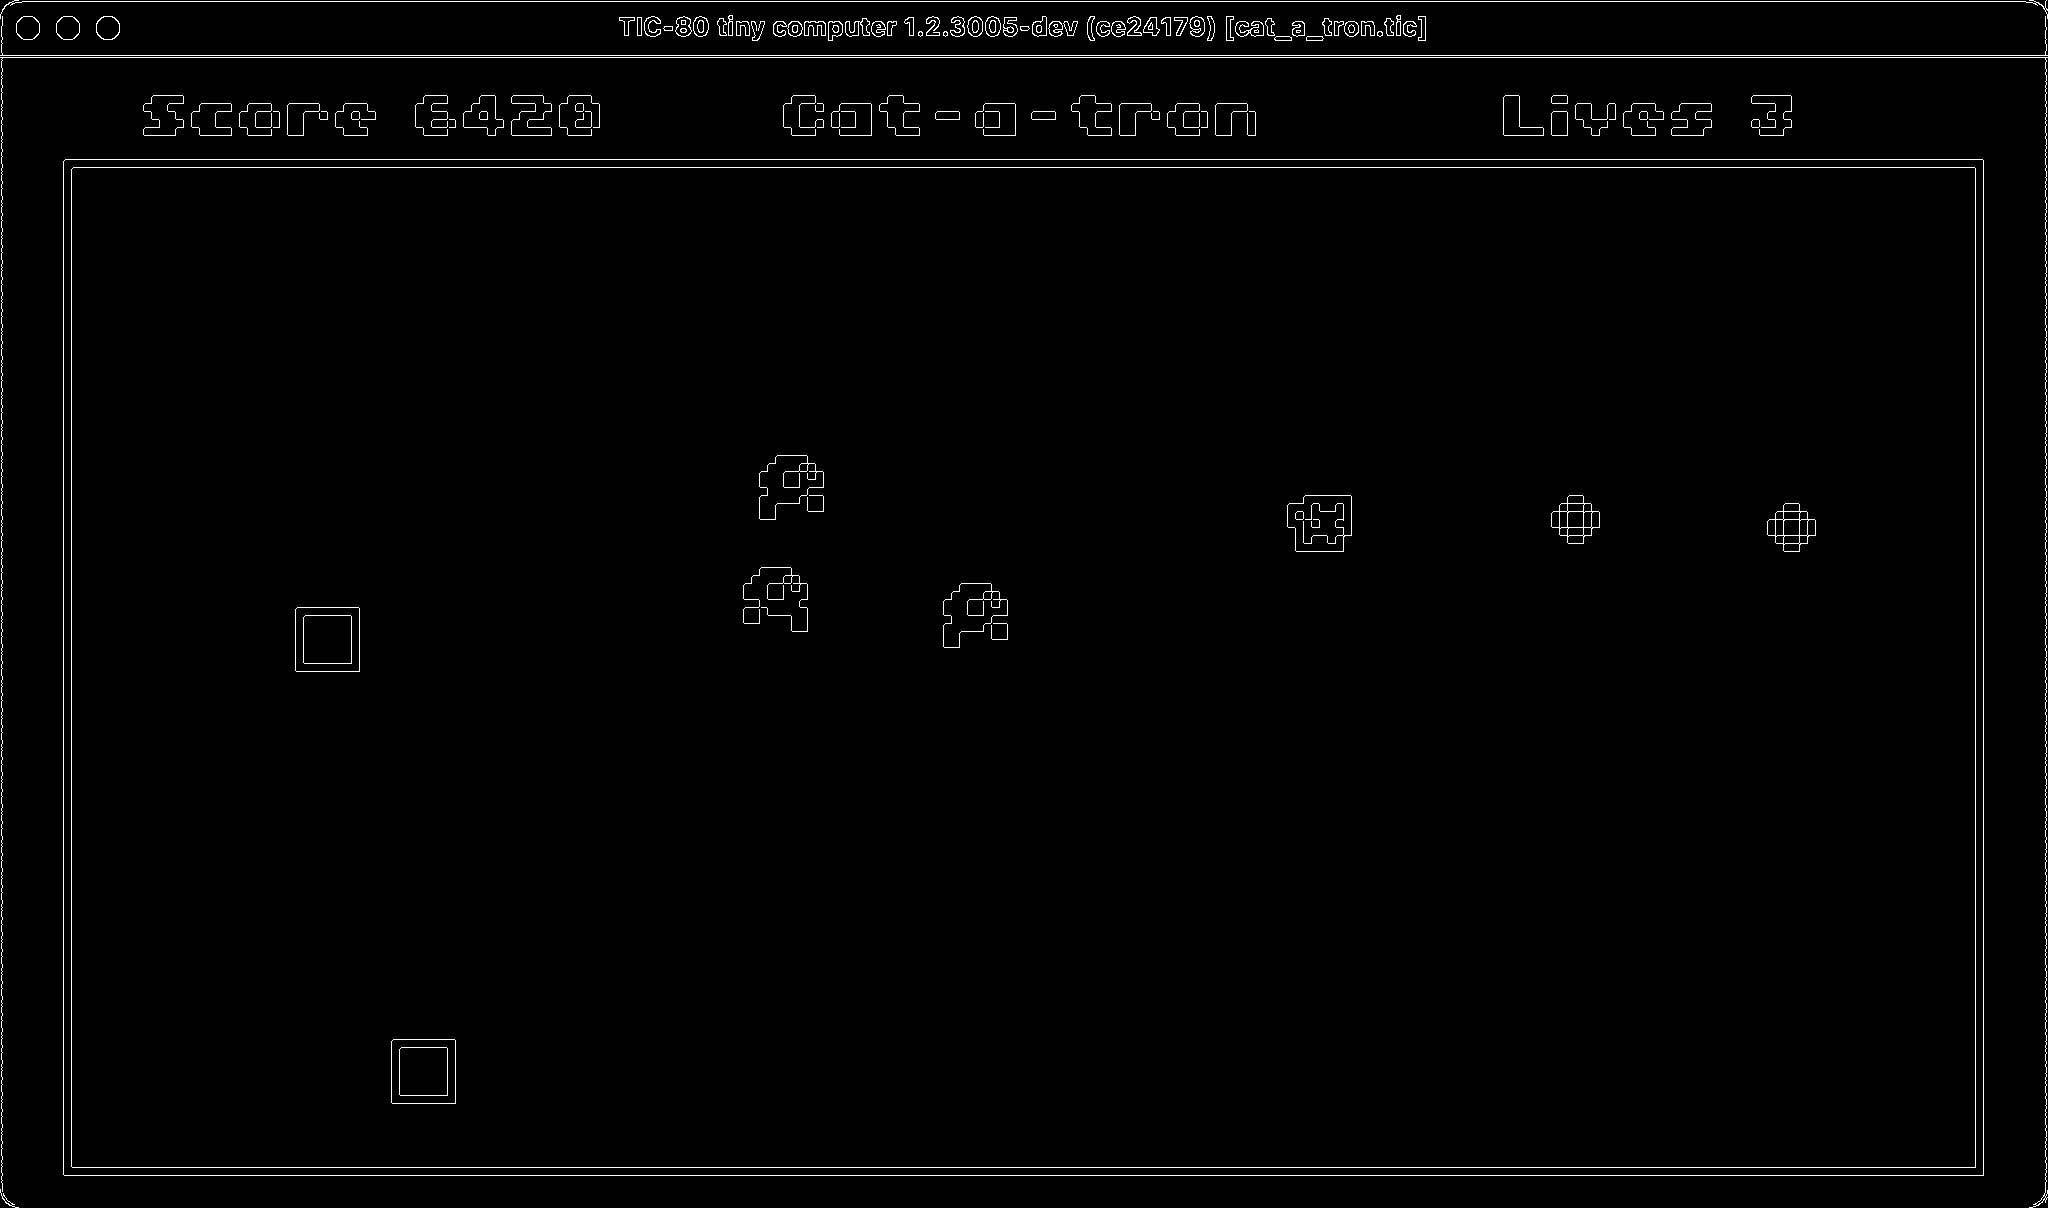 TIC-80 tiny computer 1.2.3005-dev (ce24179) [cat_a_tron.tic]
Score 6420 Cat-a-tron Lives 3